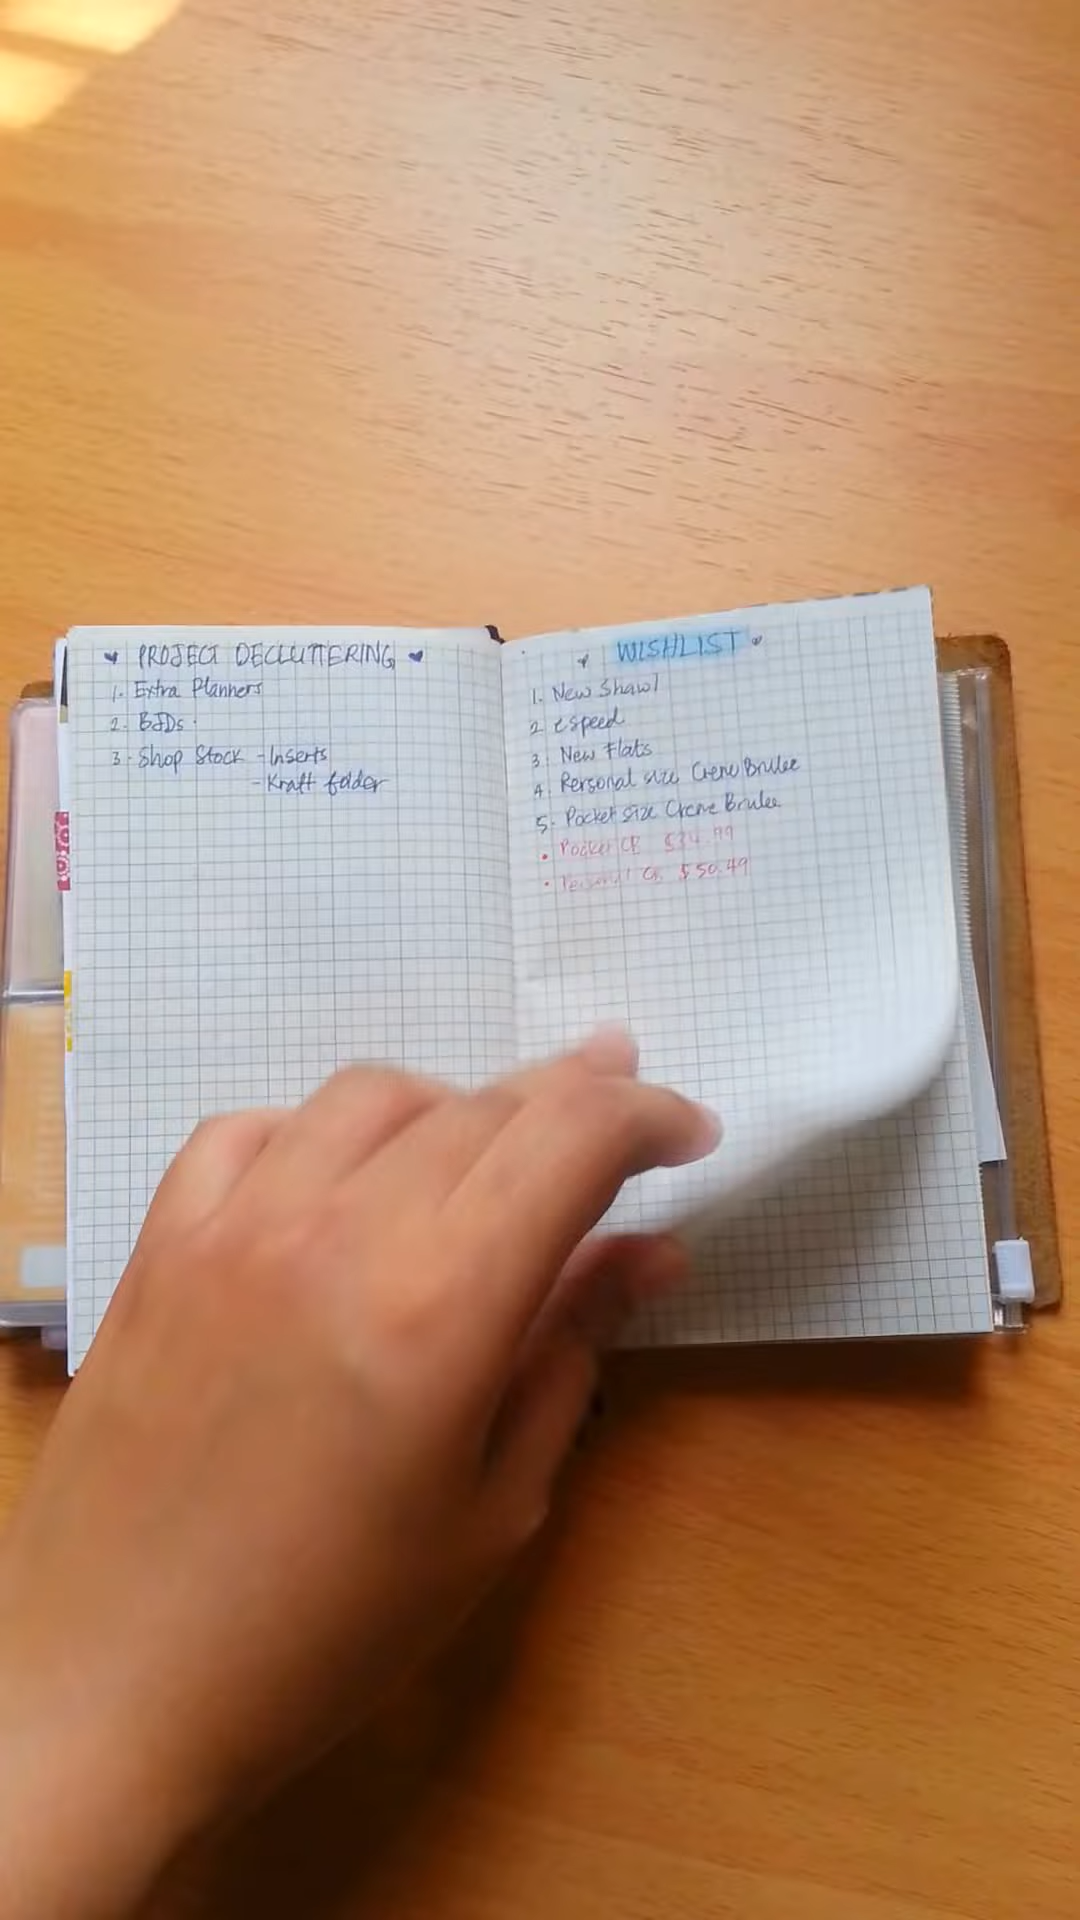 PROJECT DECLUTTERING
1. Extra Planners
2. BJDs.
3. Shop Stock - Inserts
- Kraft folder
WISHLIST
1. New Shawl
2. espeed
3. New Flats
4. Personal size Creme Brulee
5. Pocket size Creme Brulee
• Pocket CB $34.99
• Personal CB $50.49